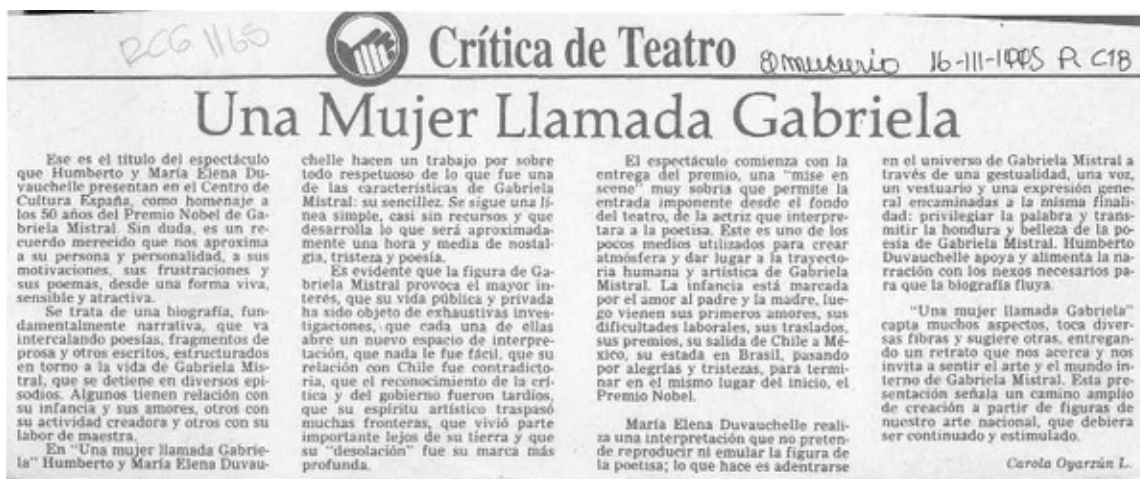 RCG 1165
Crítica de Teatro
El mercurio 16-III-1995 P. C18
Una Mujer Llamada Gabriela
Ese es el título del espectáculo
que Humberto y María Elena Du-
vauchelle presentan en el Centro de
Cultura España, como homenaje a
los 50 años del Premio Nobel de Ga-
briela Mistral. Sin duda, es un re-
cuerdo merecido que nos aproxima
a su persona y personalidad, a sus
motivaciones, sus frustraciones y
sus poemas, desde una forma viva,
sensible y atractiva.
Se trata de una biografía, fun-
damentalmente narrativa, que va
intercalando poesías, fragmentos de
prosa y otros escritos, estructurados
en torno a la vida de Gabriela Mis-
tral, que se detiene en diversos epi-
sodios. Algunos tienen relación con
su infancia y sus amores, otros con
su actividad creadora y otros con su
labor de maestra.
En "Una mujer llamada Gabrie-
la" Humberto y María Elena Duvau-
chelle hacen un trabajo por sobre
todo respetuoso de lo que fue una
de las características de Gabriela
Mistral: su sencillez. Se sigue una lí-
nea simple, casi sin recursos y que
desarrolla lo que será aproximada-
mente una hora y media de nostal-
gia, tristeza y poesía.
Es evidente que la figura de Ga-
briela Mistral provoca el mayor in-
terés, que su vida pública y privada
ha sido objeto de exhaustivas inves-
tigaciones, que cada una de ellas
abre un nuevo espacio de interpre-
tación, que nada le fue fácil, que su
relación con Chile fue contradicto-
ria, que el reconocimiento de la crí-
tica y del gobierno fueron tardíos,
que su espíritu artístico traspasó
muchas fronteras, que vivió parte
importante lejos de su tierra y que
su "desolación" fue su marca más
profunda.
El espectáculo comienza con la
entrega del premio, una "mise en
scene" muy sobria que permite la
entrada imponente desde el fondo
del teatro, de la actriz que interpre-
tara a la poetisa. Este es uno de los
pocos medios utilizados para crear
atmósfera y dar lugar a la trayecto-
ria humana y artística de Gabriela
Mistral. La infancia está marcada
por el amor al padre y la madre, lue-
go vienen sus primeros amores, sus
dificultades laborales, sus traslados,
sus premios, su salida de Chile a Mé-
xico, su estada en Brasil, pasando
por alegrías y tristezas, para termi-
nar en el mismo lugar del inicio, el
Premio Nobel.
María Elena Duvauchelle reali-
za una interpretación que no preten-
de reproducir ni emular la figura de
la poetisa; lo que hace es adentrarse
en el universo de Gabriela Mistral a
través de una gestualidad, una voz,
un vestuario y una expresión gene-
ral encaminadas a la misma finali-
dad: privilegiar la palabra y trans-
mitir la hondura y belleza de la po-
esía de Gabriela Mistral. Humberto
Duvauchelle apoya y alimenta la na-
rración con los nexos necesarios pa-
ra que la biografía fluya.
"Una mujer llamada Gabriela"
capta muchos aspectos, toca diver-
sas fibras y sugiere otras, entregan-
do un retrato que nos acerca y nos
invita a sentir el arte y el mundo in-
terno de Gabriela Mistral. Esta pre-
sentación señala un camino amplio
de creación a partir de figuras de
nuestro arte nacional, que debiera
ser continuado y estimulado.
Carola Oyarzún L.